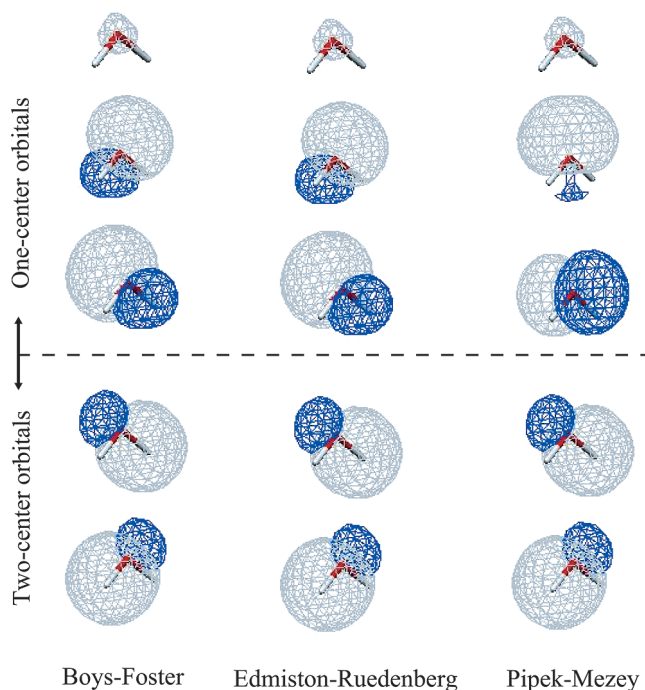 One-center orbitals
Two-center orbitals
Boys-Foster
Edmiston-Ruedenberg
Pipek-Mezey